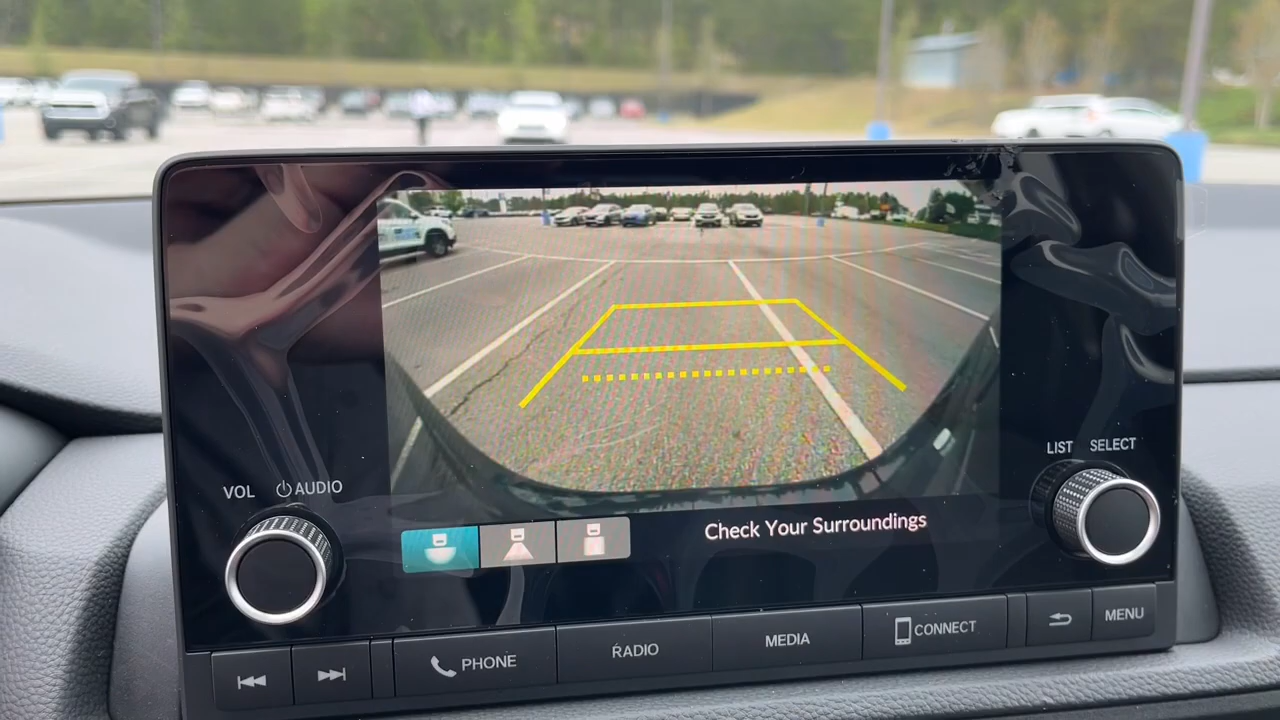 VOL AUDIO
LIST SELECT
Check Your Surroundings
PHONE
RADIO
MEDIA
CONNECT
MENU